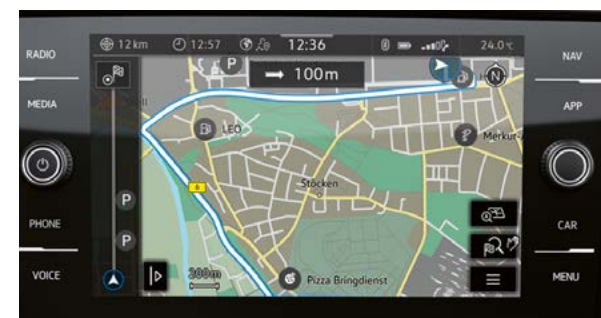 RADIO
MEDIA
PHONE
VOICE
NAV
APP
CAR
MENU
12 km
12:57
12:36
24.0 °C
100m
P
N
LEO
Merkur-
6
Stöcken
P
P
200m
Pizza Bringdienst